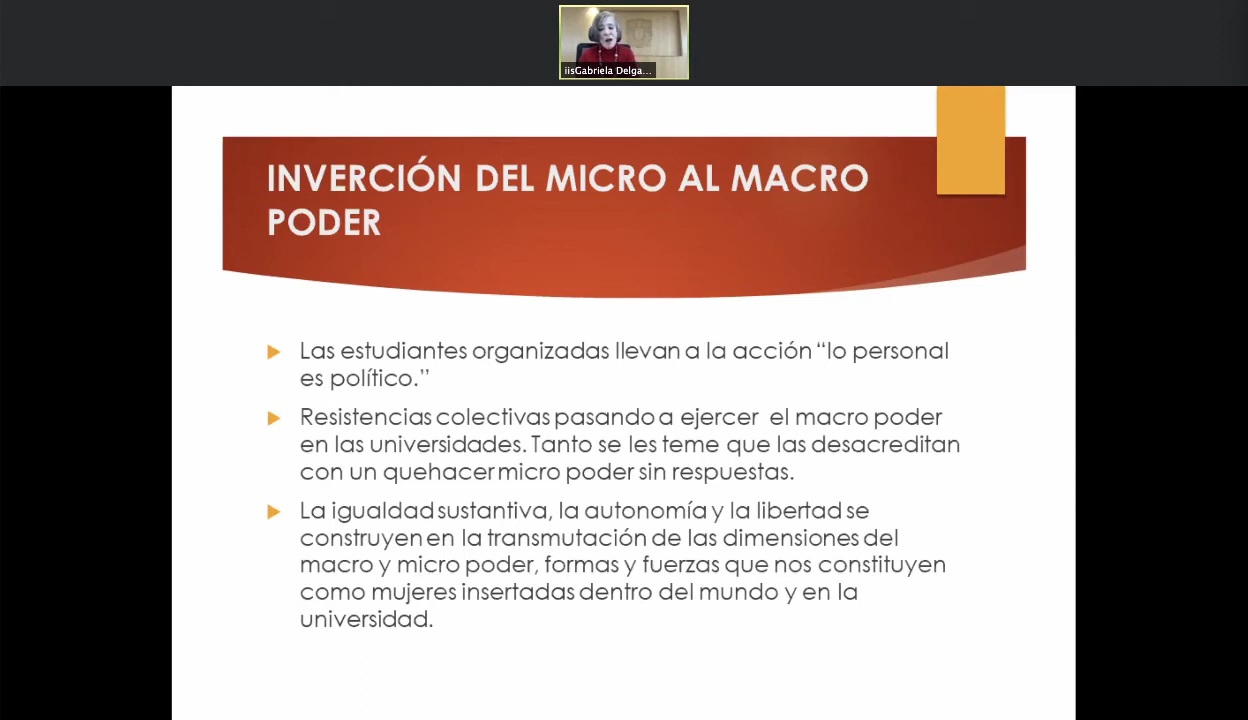 iisGabriela Delga...
INVERCIÓN DEL MICRO AL MACRO
PODER
Las estudiantes organizadas llevan a la acción “lo personal
es político.”
Resistencias colectivas pasando a ejercer el macro poder
en las universidades. Tanto se les teme que las desacreditan
con un quehacer micro poder sin respuestas.
La igualdad sustantiva, la autonomía y la libertad se
construyen en la transmutación de las dimensiones del
macro y micro poder, formas y fuerzas que nos constituyen
como mujeres insertadas dentro del mundo y en la
universidad.